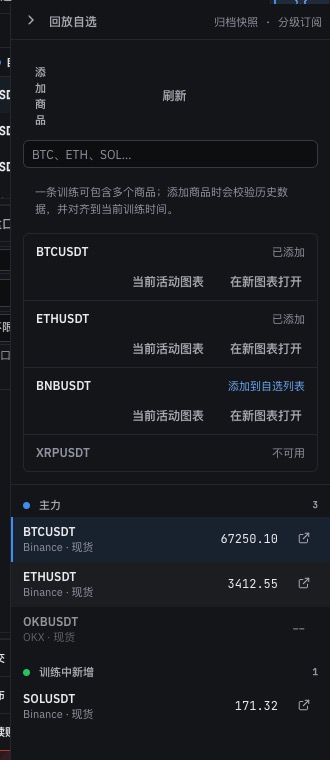 回放自选
归档快照 · 分级订阅
添
加
商
品
刷新
BTC、ETH、SOL...
一条训练可包含多个商品；添加商品时会校验历史数
据，并对齐到当前训练时间。
BTCUSDT 已添加
当前活动图表 在新图表打开
ETHUSDT 已添加
当前活动图表 在新图表打开
BNBUSDT 添加到自选列表
当前活动图表 在新图表打开
XRPUSDT 不可用
主力 3
BTCUSDT
67250.10
Binance · 现货
ETHUSDT
3412.55
Binance · 现货
OKBUSDT
--
OKX · 现货
训练中新增 1
SOLUSDT
171.32
Binance · 现货